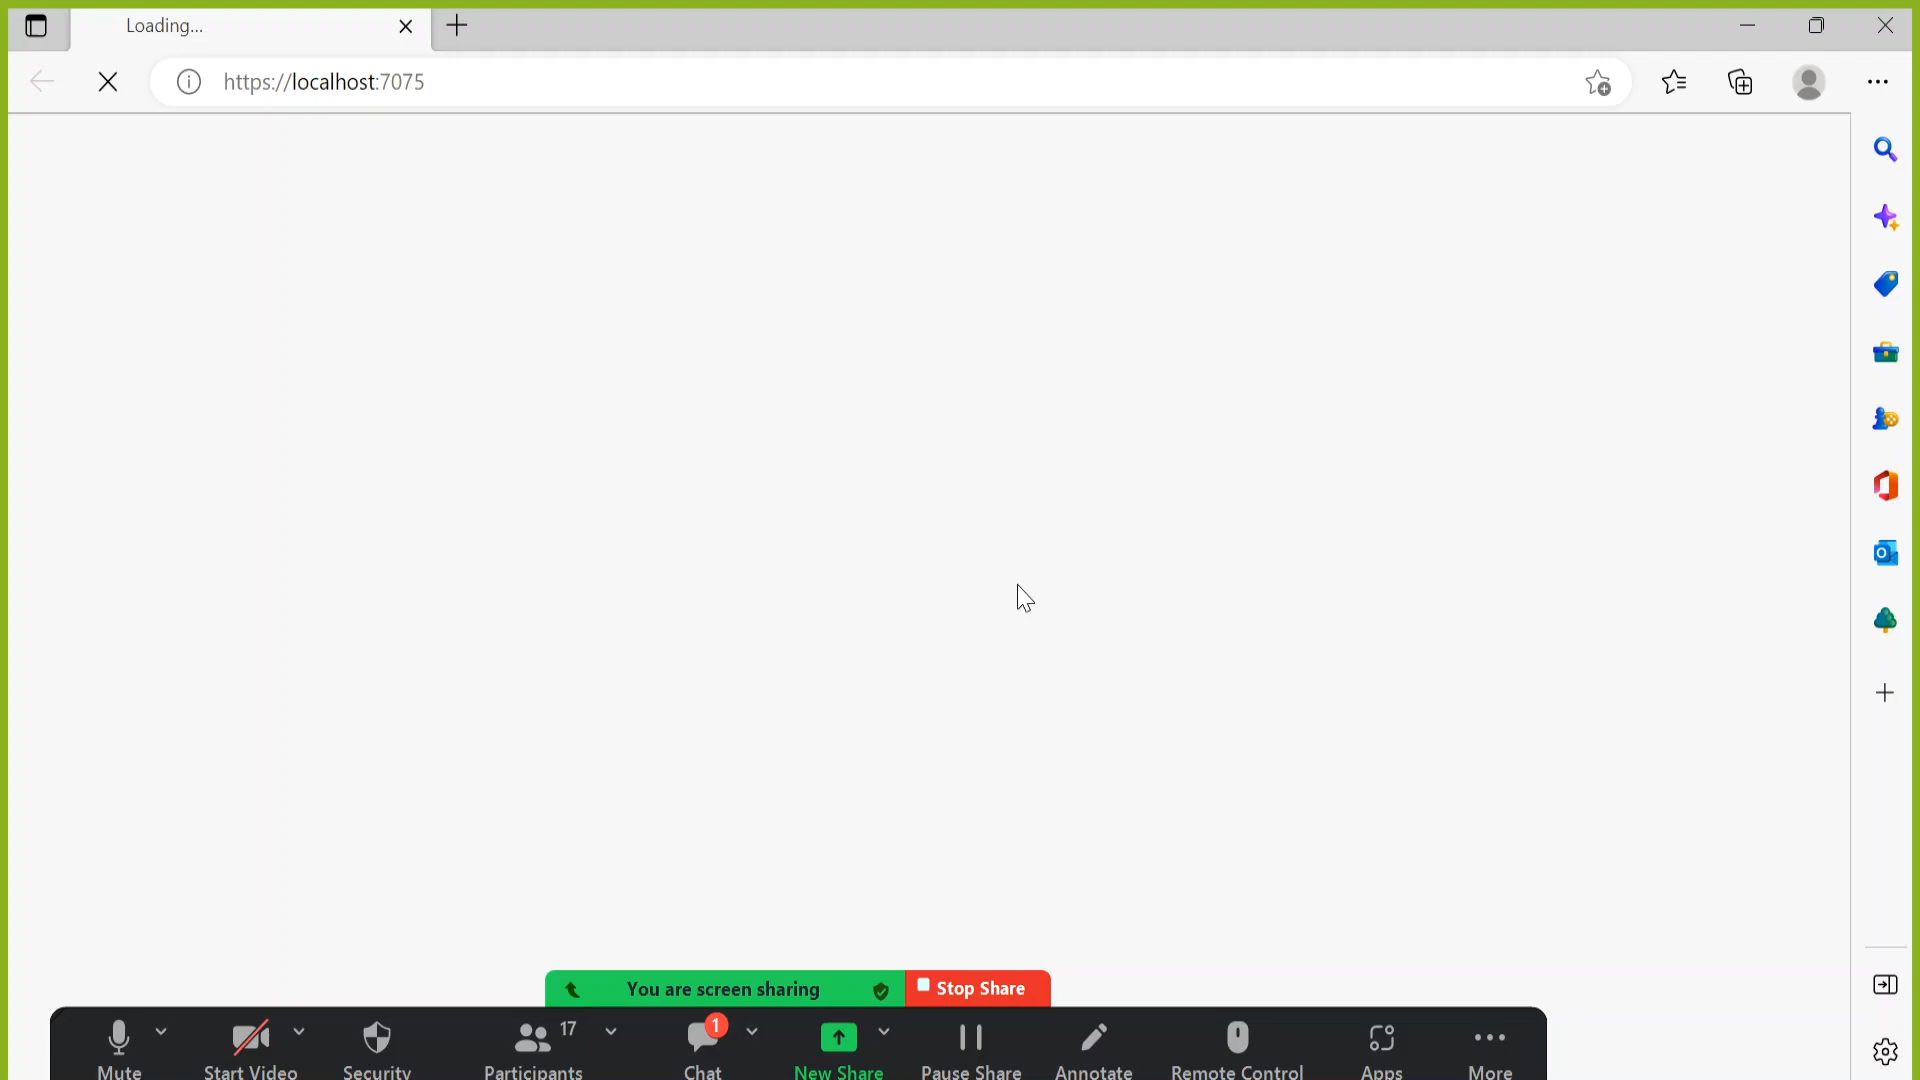 Loading...
https://localhost:7075
You are screen sharing
Stop Share
17
1
Mute
Start Video
Security
Participants
Chat
New Share
Pause Share
Annotate
Remote Control
Apps
More